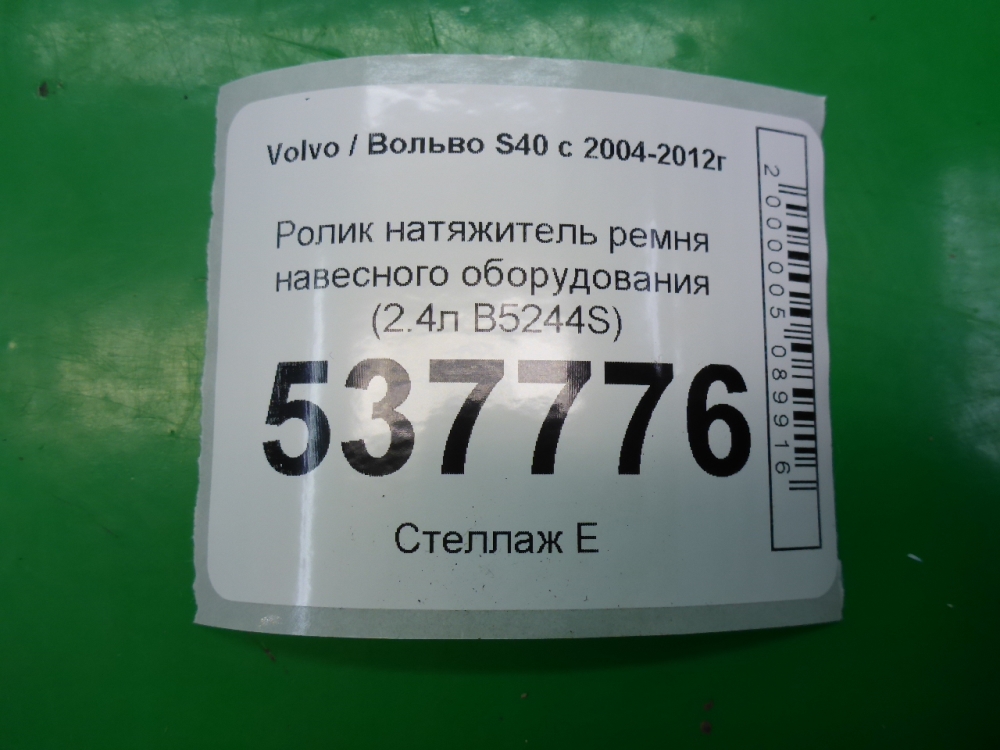 Volvo / Вольво S40 с 2004-2012г
Ролик натяжитель ремня
навесного оборудования
(2.4л B5244S)
537776
Стеллаж Е
2000005089916